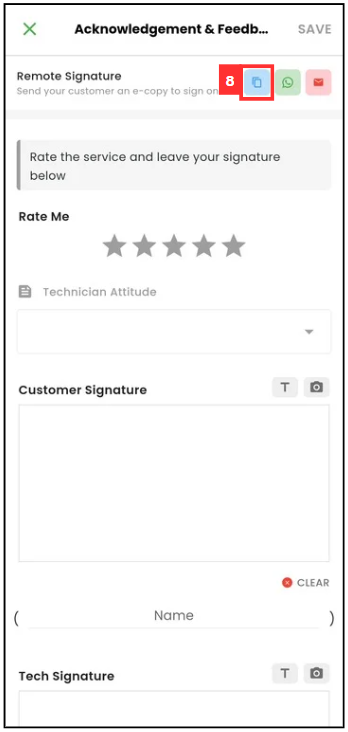 Acknowledgement & Feedb...
SAVE
Remote Signature
Send your customer an e-copy to sign on
8
Rate the service and leave your signature
below
Rate Me
Technician Attitude
Customer Signature
T
CLEAR
( Name )
Tech Signature
T